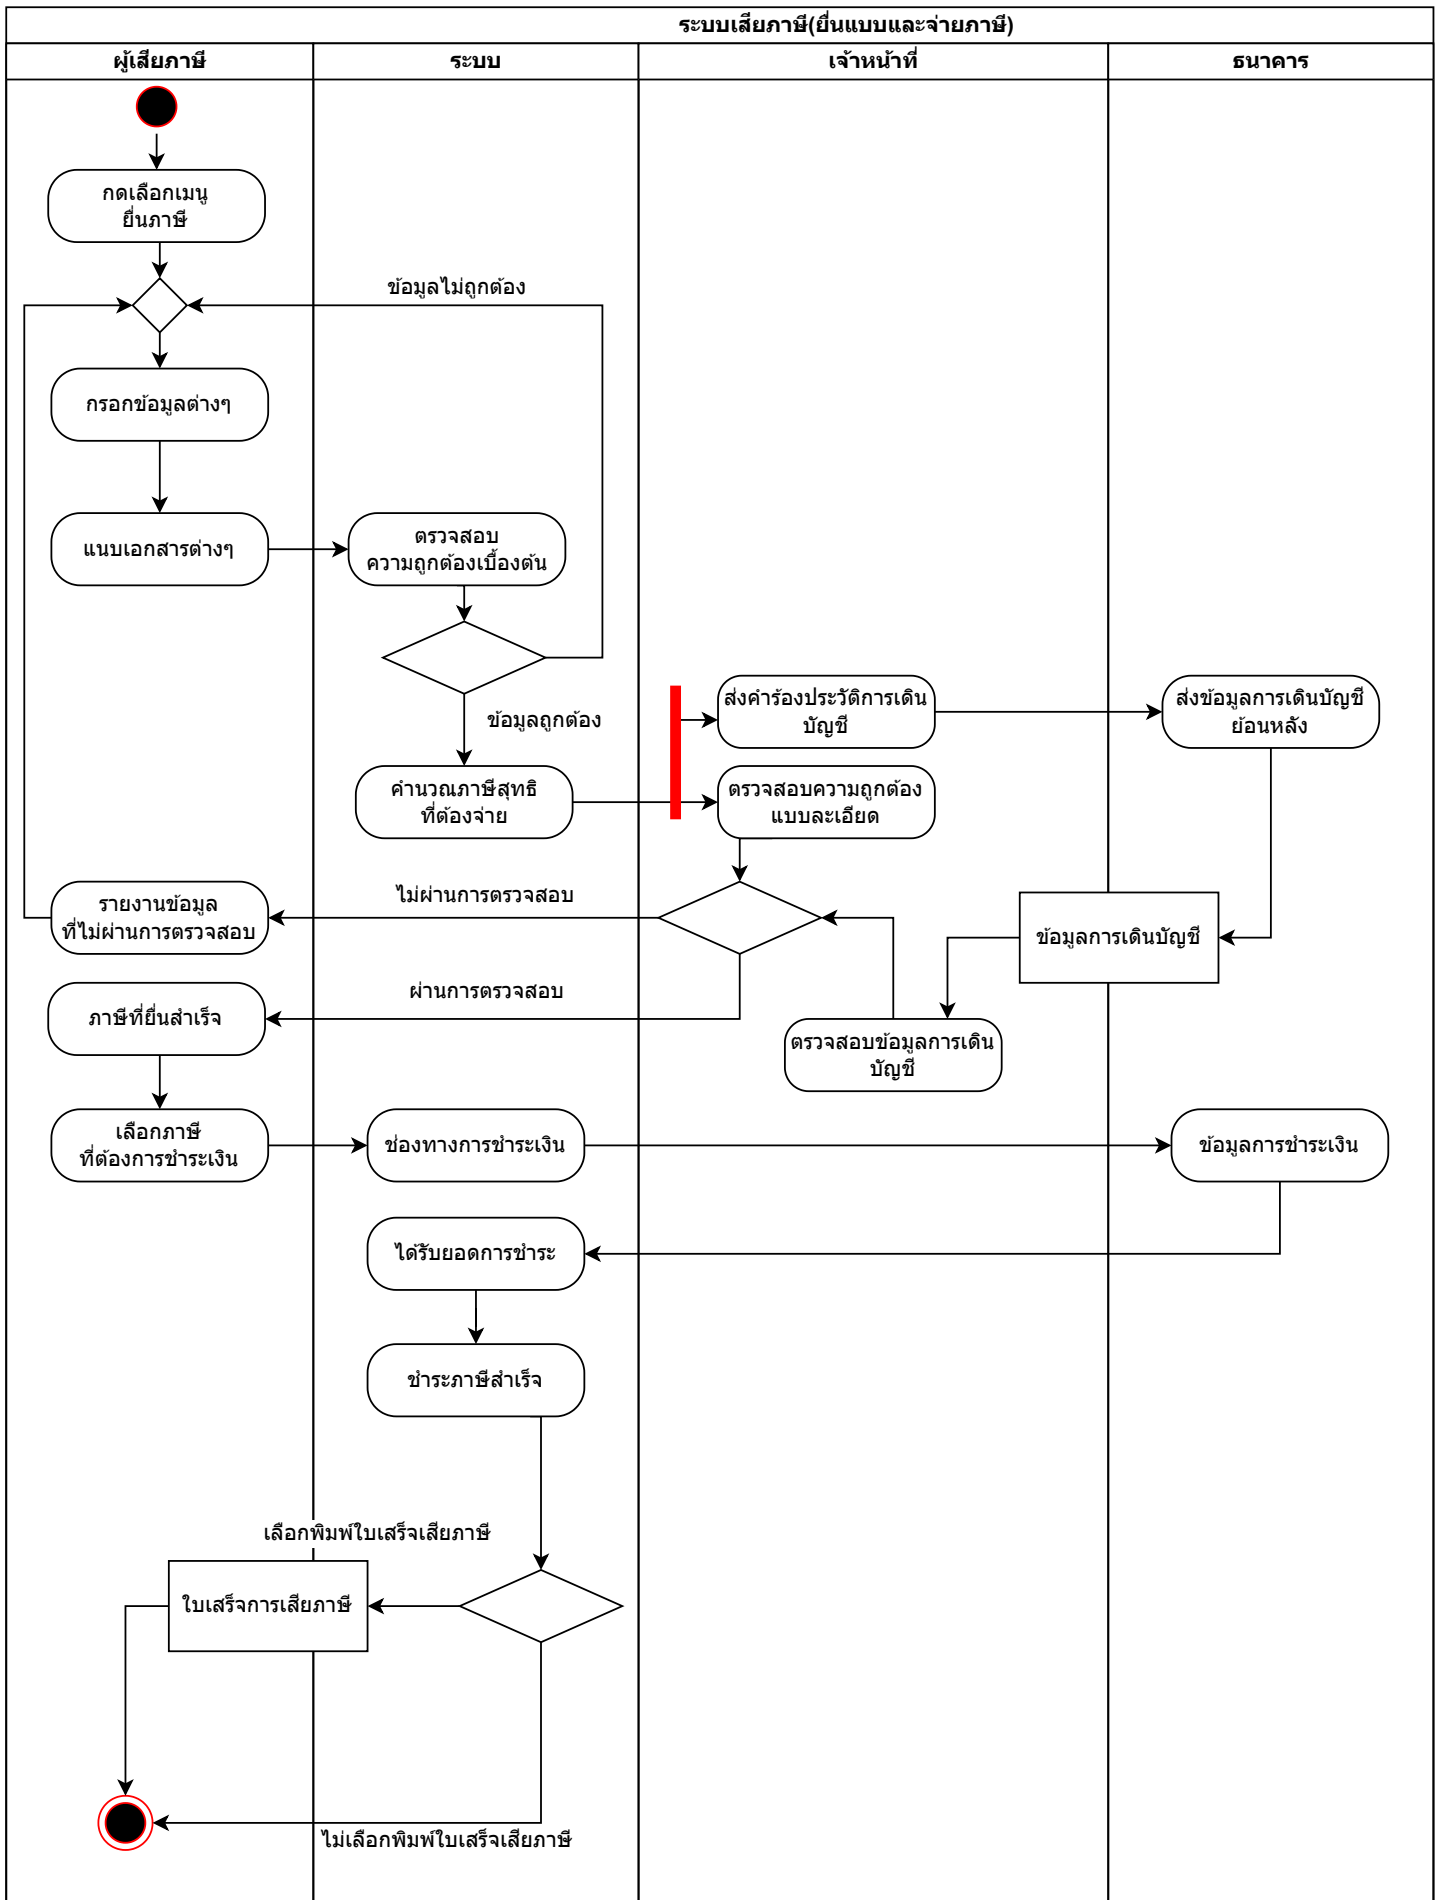 ระบบเสียภาษี(ยื่นแบบและจ่ายภาษี)
ผู้เสียภาษี
ระบบ
เจ้าหน้าที่
ธนาคาร
กดเลือกเมนู
ยื่นภาษี
ข้อมูลไม่ถูกต้อง
กรอกข้อมูลต่างๆ
แนบเอกสารต่างๆ
ตรวจสอบ
ความถูกต้องเบื้องต้น
ข้อมูลถูกต้อง
ส่งคำร้องประวัติการเดิน
บัญชี
ส่งข้อมูลการเดินบัญชี
ย้อนหลัง
คำนวณภาษีสุทธิ
ที่ต้องจ่าย
ตรวจสอบความถูกต้อง
แบบละเอียด
ไม่ผ่านการตรวจสอบ
รายงานข้อมูล
ที่ไม่ผ่านการตรวจสอบ
ข้อมูลการเดินบัญชี
ผ่านการตรวจสอบ
ภาษีที่ยื่นสำเร็จ
ตรวจสอบข้อมูลการเดิน
บัญชี
เลือกภาษี
ที่ต้องการชำระเงิน
ช่องทางการชำระเงิน
ข้อมูลการชำระเงิน
ได้รับยอดการชำระ
ชำระภาษีสำเร็จ
เลือกพิมพ์ใบเสร็จเสียภาษี
ใบเสร็จการเสียภาษี
ไม่เลือกพิมพ์ใบเสร็จเสียภาษี